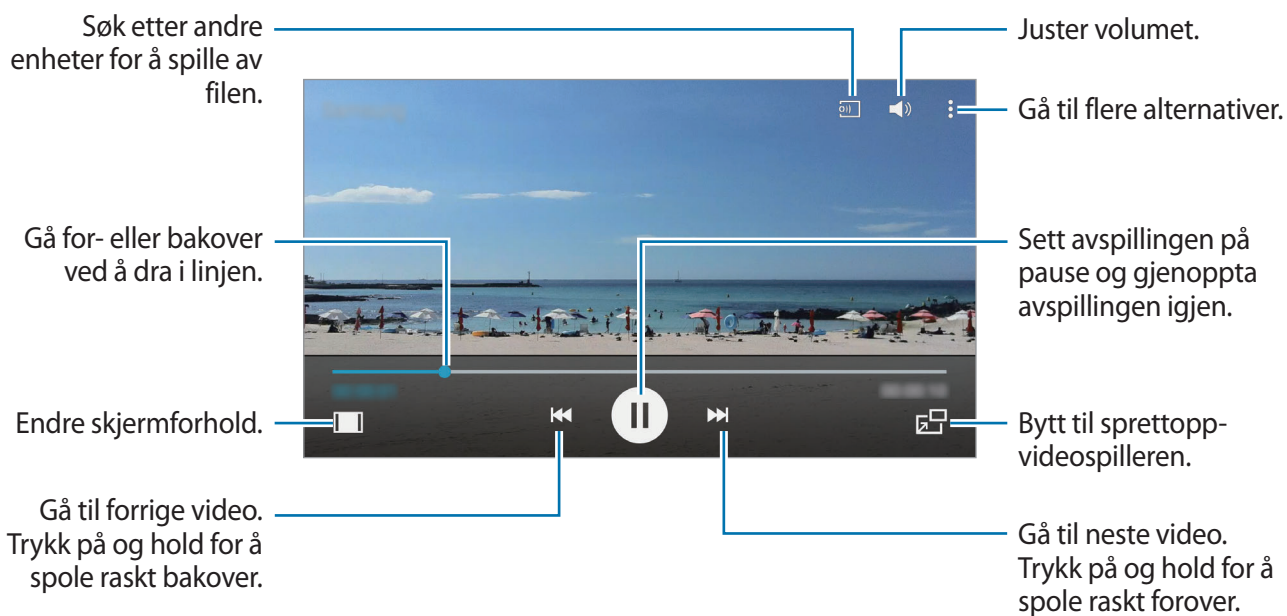 Søk etter andre
enheter for å spille av
filen.
Juster volumet.
Gå til flere alternativer.
Gå for- eller bakover
ved å dra i linjen.
Sett avspillingen på
pause og gjenoppta
avspillingen igjen.
Endre skjermforhold.
Bytt til sprettopp-
videospilleren.
Gå til forrige video.
Trykk på og hold for å
spole raskt bakover.
Gå til neste video.
Trykk på og hold for å
spole raskt forover.